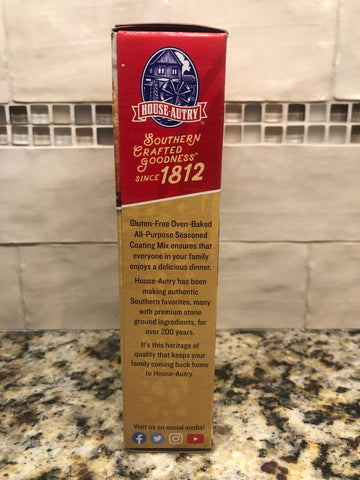 HOUSE-AUTRY
SOUTHERN
CRAFTED
GOODNESS
SINCE 1812
Gluten-Free Oven-Baked
All-Purpose Seasoned
Coating Mix ensures that
everyone in your family
enjoys a delicious dinner.
House-Autry has been
making authentic
Southern favorites, many
with premium stone
ground ingredients, for
over 200 years.
It's this heritage of
quality that keeps your
family coming back home
to House-Autry.
Visit us on social media!